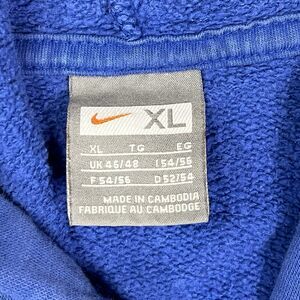 XL
XL TG EG
UK 46/48 I 54/56
F 54/56 D 52/54
MADE IN CAMBODIA
FABRIQUE AU CAMBODGE